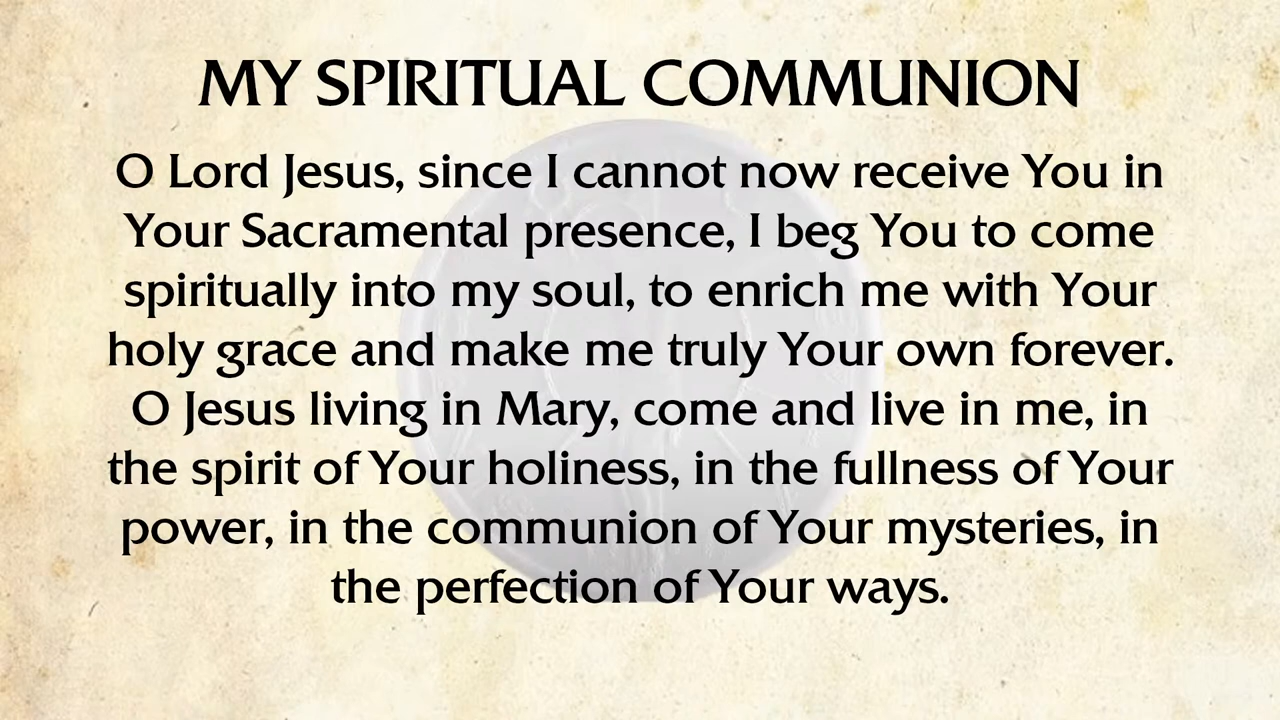 MY SPIRITUAL COMMUNION
O Lord Jesus, since I cannot now receive You in
Your Sacramental presence, I beg You to come
spiritually into my soul, to enrich me with Your
holy grace and make me truly Your own forever.
O Jesus living in Mary, come and live in me, in
the spirit of Your holiness, in the fullness of Your
power, in the communion of Your mysteries, in
the perfection of Your ways.